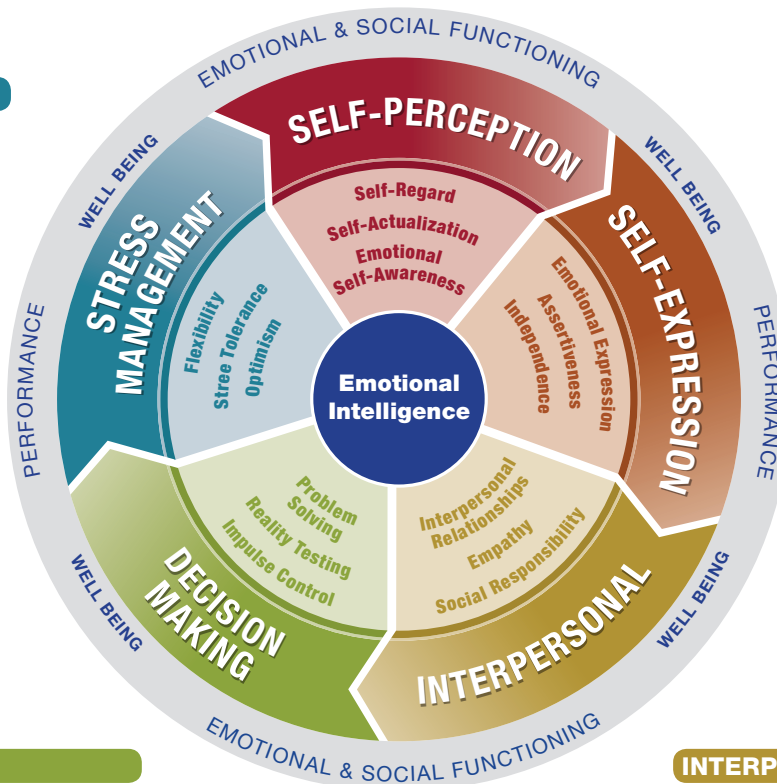 EMOTIONAL & SOCIAL FUNCTIONING
WELL BEING
WELL BEING
PERFORMANCE
PERFORMANCE
SELF-PERCEPTION
Self-Regard
Self-Actualization
Emotional
Self-Awareness
SELF-EXPRESSION
Emotional Expression
Assertiveness
Independence
STRESS
MANAGEMENT
Flexibility
Stree Tolerance
Optimism
Emotional
Intelligence
Interpersonal
Relationships
Empathy
Social Responsibility
INTERPERSONAL
Problem
Solving
Reality Testing
Impulse Control
DECISION
MAKING
WELL BEING
WELL BEING
EMOTIONAL & SOCIAL FUNCTIONING
INTERP